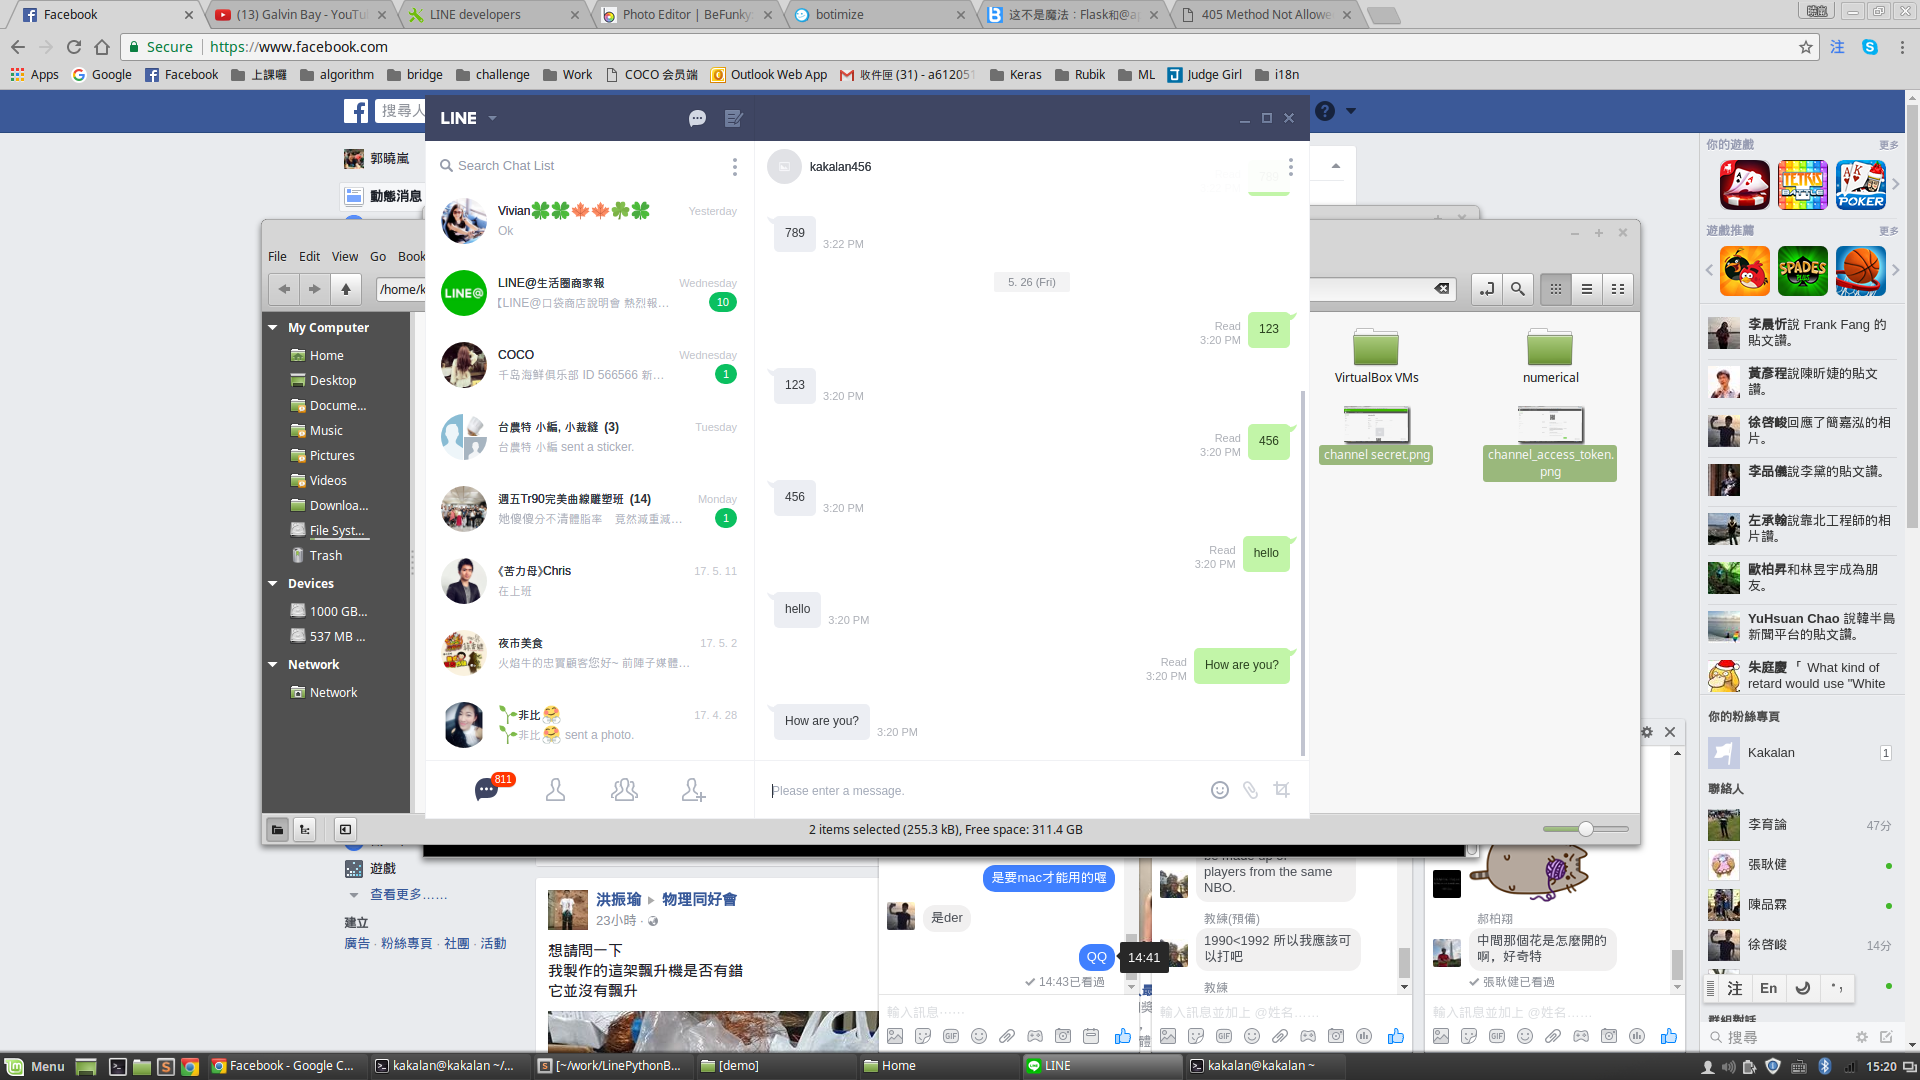 Facebook
(13) Galvin Bay - YouTu
LINE developers
Photo Editor | BeFunky:
botimize
这不是魔法：Flask和@ap
405 Method Not Allowe
Secure
https://www.facebook.com
注
Apps
Google
Facebook
上課囉
algorithm
bridge
challenge
Work
COCO 会员端
Outlook Web App
收件匣 (31) - a612051
Keras
Rubik
ML
Judge Girl
i18n
搜尋人
郭曉嵐
動態消息
File
Edit
View
Go
Book
/home/k
My Computer
Home
Desktop
Docume...
Music
Pictures
Videos
Downloa...
File Syst...
Trash
Devices
1000 GB...
537 MB ...
Network
Network
LINE
Search Chat List
Vivian
Yesterday
Ok
LINE@
LINE@生活圈商家報
Wednesday
【LINE@口袋商店說明會 熱烈報...
10
COCO
Wednesday
千岛海鲜俱乐部 ID 566566 新...
1
台農特 小編, 小裁縫 (3)
Tuesday
台農特 小編 sent a sticker.
週五Tr90完美曲線雕塑班 (14)
Monday
她傻傻分不清體脂率 竟然減重減...
1
《苦力母》Chris
17. 5. 11
在上班
夜市美食
17. 5. 2
火焰牛的忠實顧客您好~ 前陣子媒體...
非比
17. 4. 28
非比 sent a photo.
811
kakalan456
789
789
3:22 PM
5. 26 (Fri)
Read
3:20 PM
123
123
3:20 PM
Read
3:20 PM
456
456
3:20 PM
Read
3:20 PM
hello
hello
3:20 PM
Read
3:20 PM
How are you?
How are you?
3:20 PM
Please enter a message.
VirtualBox VMs
numerical
channel secret.png
channel_access_token.
png
2 items selected (255.3 kB), Free space: 311.4 GB
你的遊戲
更多
TETRIS
BATTLE
POKER
遊戲推薦
更多
SPADES
PLUS
李晨忻說 Frank Fang 的
貼文讚。
黃彥程說陳昕婕的貼文
讚。
徐啓峻回應了簡嘉泓的相
片。
李品儀說李黛的貼文讚。
左承翰說靠北工程師的相
片讚。
歐柏昇和林昱宇成為朋
友。
YuHsuan Chao 說韓半島
新聞平台的貼文讚。
朱庭慶「 What kind of
retard would use "White
你的粉絲專頁
Kakalan
1
聯絡人
李育論
47分
張耿健
陳品霖
徐啓峻
14分
群組對話
注
En
搜尋
遊戲
查看更多……
建立
廣告 · 粉絲專頁 · 社團 · 活動
洪振瑜
物理同好會
23小時 ·
想請問一下
我製作的這架飄升機是否有錯
它並沒有飄升
是要mac才能用的喔
是der
QQ
14:41
14:43已看過
輸入訊息……
be made up of
players from the same
NBO.
教練(預備)
1990<1992 所以我應該可
以打吧
教練
輸入訊息並加上 @姓名……
郝柏翔
中間那個花是怎麼開的
啊，好奇特
張耿健已看過
輸入訊息並加上 @姓名……
Menu
Facebook - Google C...
kakalan@kakalan ~/...
[~/work/LinePythonB...
[demo]
Home
LINE
kakalan@kakalan ~
15:20